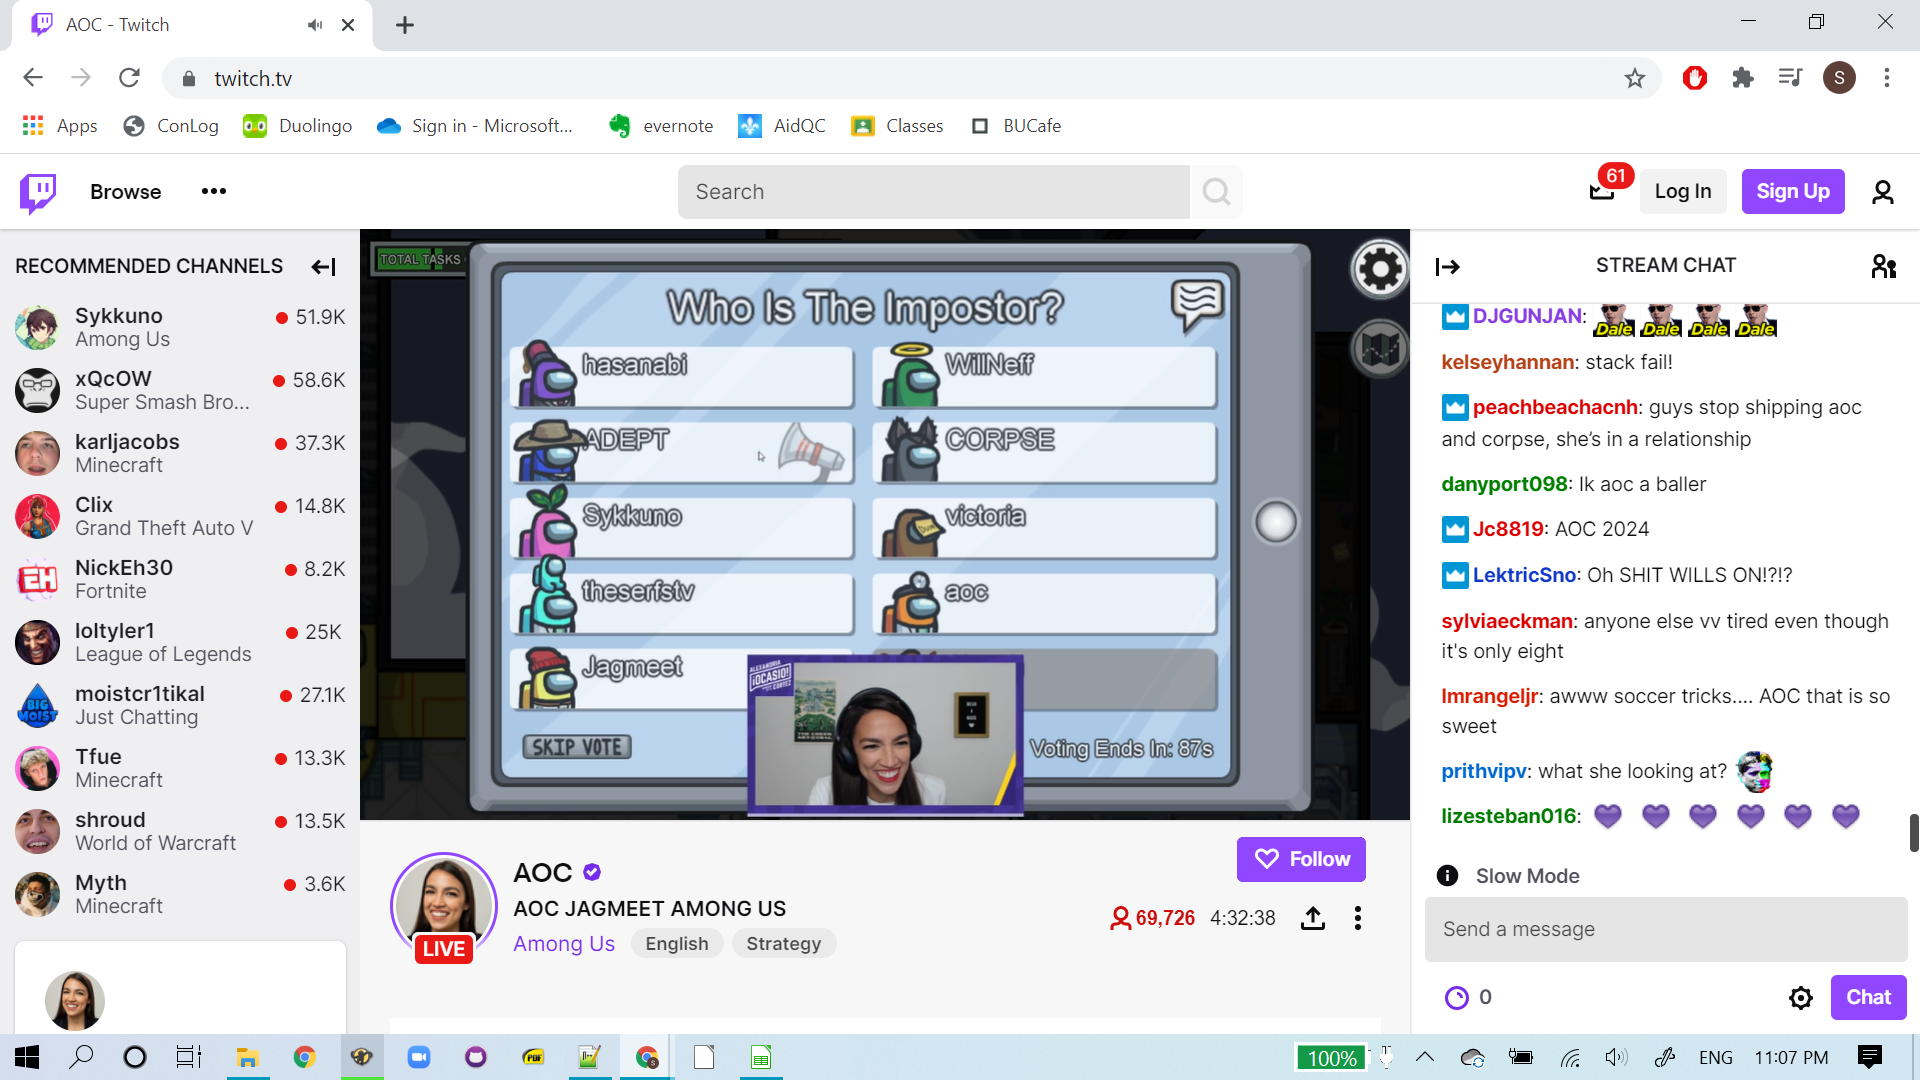 AOC - Twitch
twitch.tv
S
Apps
ConLog
Duolingo
Sign in - Microsoft...
evernote
AidQC
Classes
BUCafe
Browse
Search
61
Log In
Sign Up
RECOMMENDED CHANNELS
Sykkuno 51.9K
Among Us
xQcOW 58.6K
Super Smash Bro...
karljacobs 37.3K
Minecraft
Clix 14.8K
Grand Theft Auto V
NickEh30 8.2K
Fortnite
loltyler1 25K
League of Legends
moistcr1tikal 27.1K
Just Chatting
Tfue 13.3K
Minecraft
shroud 13.5K
World of Warcraft
Myth 3.6K
Minecraft
EH
BIG
MOIST
TOTAL TASKS
Who Is The Impostor?
hasanabi
WillNeff
ADEPT
CORPSE
Sykkuno
victoria
theserfstv
aoc
Jagmeet
ALEXANDRIA
¡OCASIO!
SKIP VOTE
Voting Ends In: 87s
AOC
Follow
AOC JAGMEET AMONG US
69,726 4:32:38
LIVE
Among Us
English
Strategy
STREAM CHAT
DJGUNJAN: Dale Dale Dale Dale
kelseyhannan: stack fail!
peachbeachacnh: guys stop shipping aoc
and corpse, she's in a relationship
danyport098: Ik aoc a baller
Jc8819: AOC 2024
LektricSno: Oh SHIT WILLS ON!?!?
sylviaeckman: anyone else vv tired even though
it's only eight
lmrangeljr: awww soccer tricks.... AOC that is so
sweet
prithvipv: what she looking at?
lizesteban016:
Slow Mode
Send a message
0
Chat
PDF
100%
ENG
11:07 PM